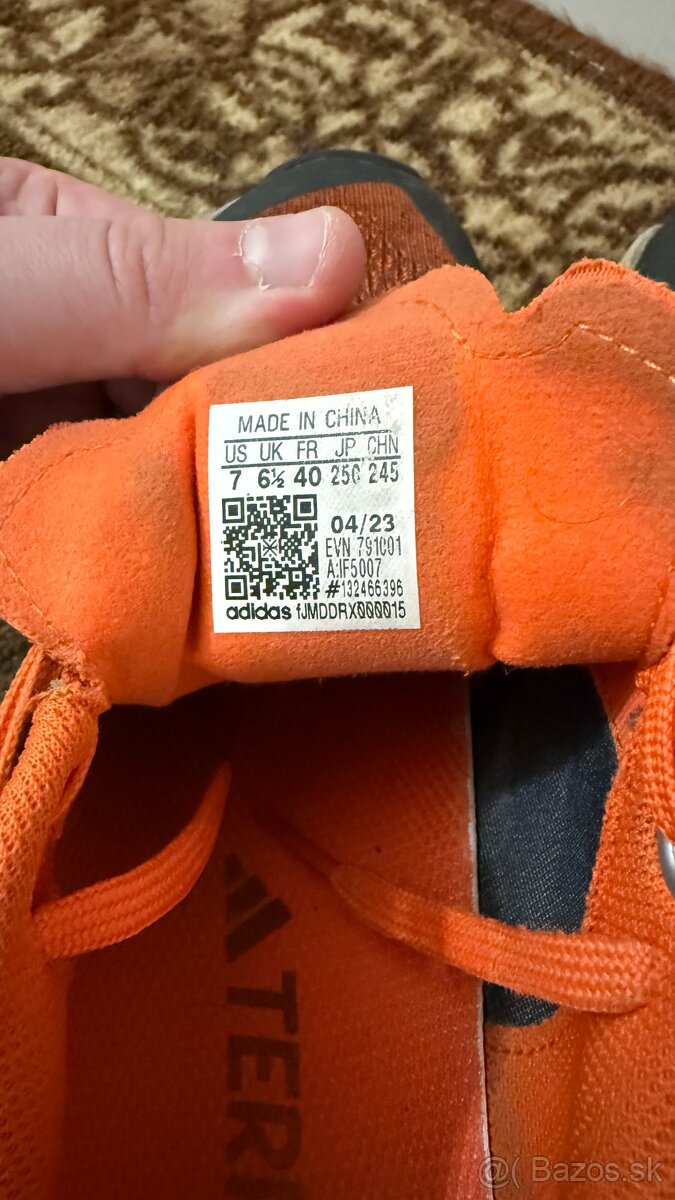 MADE IN CHINA
US UK FR JP CHN
7 6½ 40 250 245
04/23
EVN 791001
A:IF5007
#132466396
adidas fJMDDRX000015
TER
@( Bazos.sk